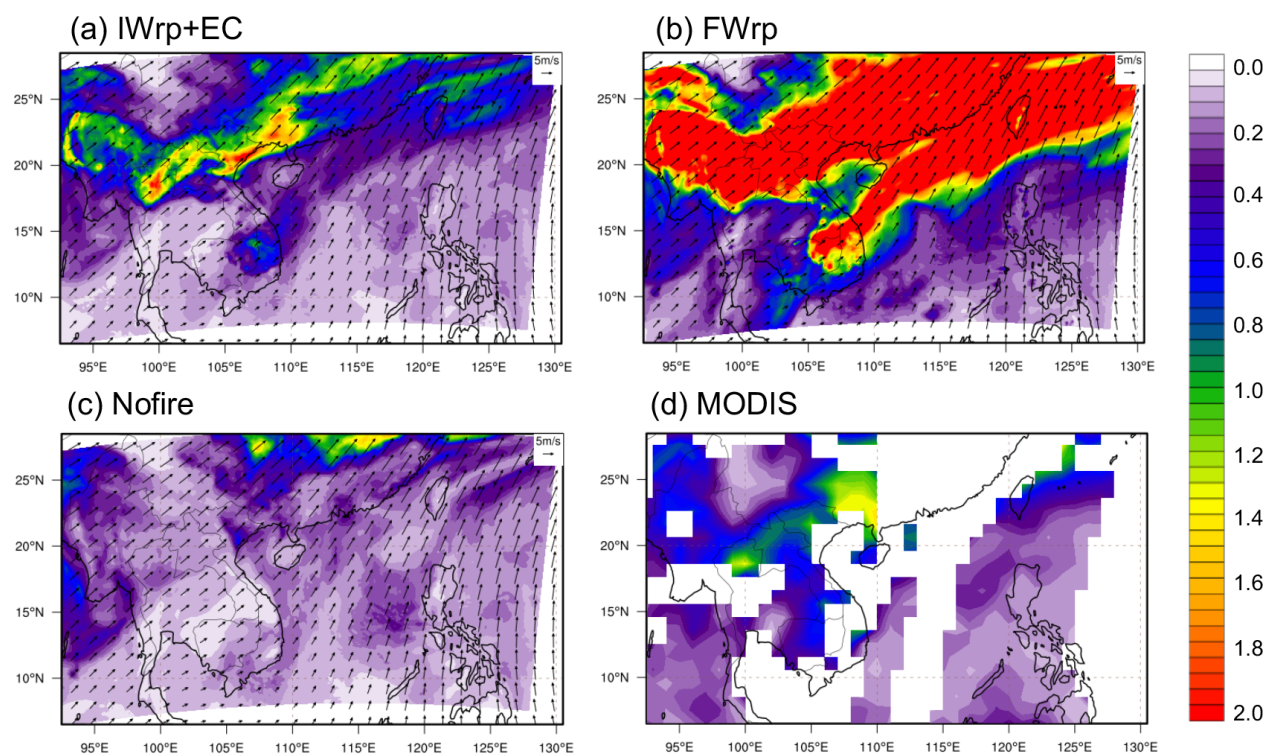 (a) IWrp+EC
(b) FWrp
5m/s
5m/s
25°N
20°N
15°N
10°N
25°N
20°N
15°N
10°N
95°E 100°E 105°E 110°E 115°E 120°E 125°E 130°E
95°E 100°E 105°E 110°E 115°E 120°E 125°E 130°E
(c) Nofire
(d) MODIS
5m/s
25°N
20°N
15°N
10°N
25°N
20°N
15°N
10°N
95°E 100°E 105°E 110°E 115°E 120°E 125°E 130°E
95°E 100°E 105°E 110°E 115°E 120°E 125°E 130°E
0.0
0.2
0.4
0.6
0.8
1.0
1.2
1.4
1.6
1.8
2.0